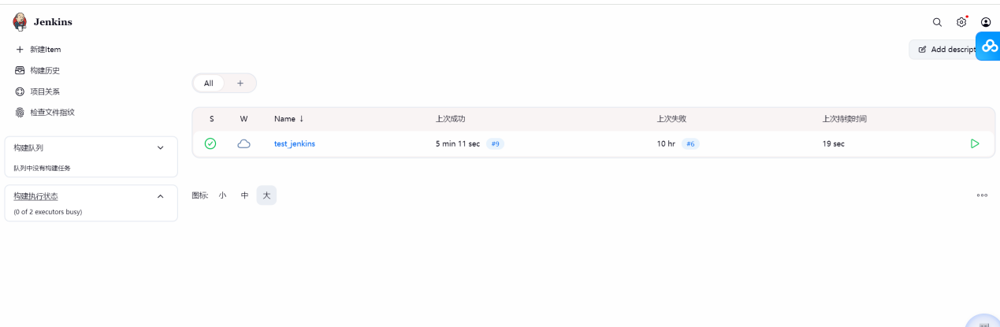 Jenkins
新建Item
Add descript
构建历史
All +
项目关系
检查文件指纹
S W Name ↓ 上次成功 上次失败 上次持续时间
test_jenkins 5 min 11 sec #9 10 hr #6 19 sec
构建队列
队列中没有构建任务
构建执行状态
(0 of 2 executors busy)
图标: 小 中 大